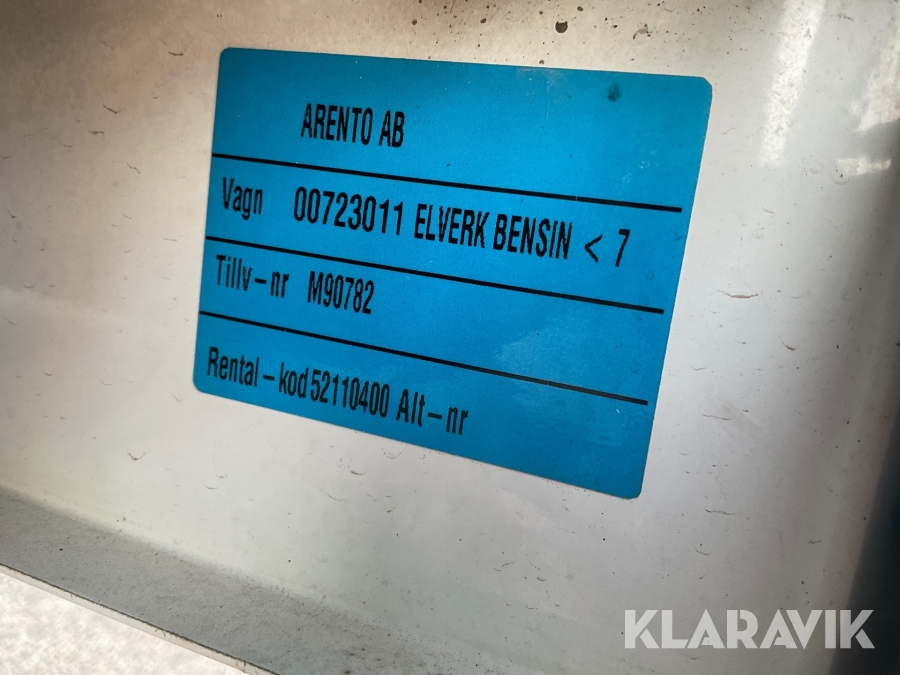 ARENTO AB
Vagn 00723011 ELVERK BENSIN < 7
Tillv-nr M90782
Rental-kod 52110400 Alt-nr
KLARAVIK